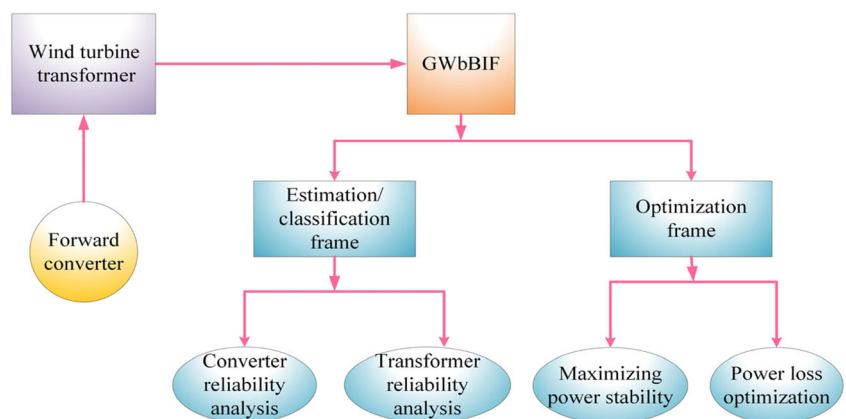 Wind turbine
transformer
GWbBIF
Estimation/
classification
frame
Optimization
frame
Forward
converter
Converter
reliability
analysis
Transformer
reliability
analysis
Maximizing
power stability
Power loss
optimization